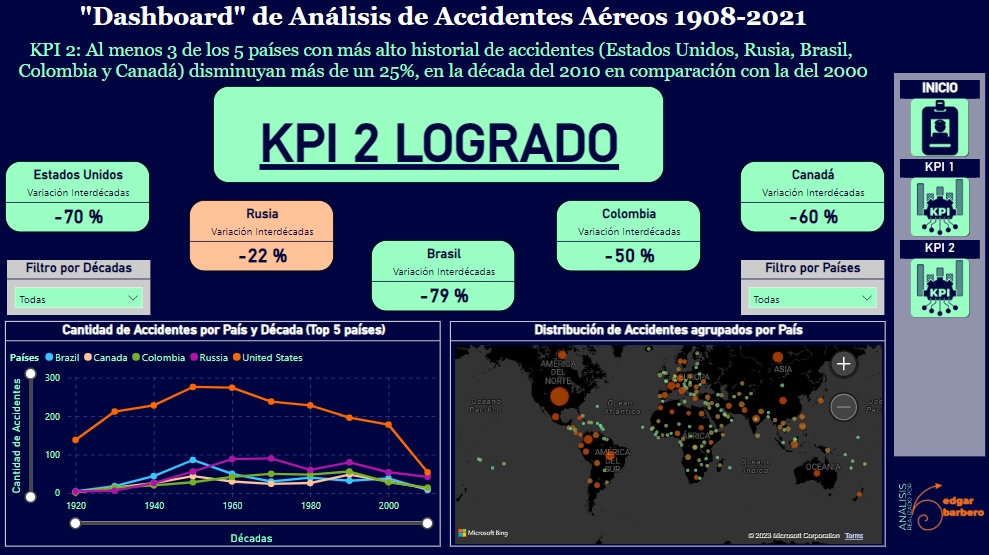 "Dashboard" de Análisis de Accidentes Aéreos 1908-2021
KPI 2: Al menos 3 de los 5 países con más alto historial de accidentes (Estados Unidos, Rusia, Brasil,
Colombia y Canadá) disminuyan más de un 25%, en la década del 2010 en comparación con la del 2000
KPI 2 LOGRADO
Estados Unidos
Variación Interdécadas
-70 %
Rusia
Variación Interdécadas
-22 %
Brasil
Variación Interdécadas
-79 %
Colombia
Variación Interdécadas
-50 %
Canadá
Variación Interdécadas
-60 %
INICIO
KPI 1
KPI
KPI 2
KPI
Filtro por Décadas
Todas
Filtro por Países
Todas
Cantidad de Accidentes por País y Década (Top 5 países)
Países Brazil Canada Colombia Russia United States
Cantidad de Accidentes
300
200
100
0
1920 1940 1960 1980 2000
Décadas
Distribución de Accidentes agrupados por País
AMÉRICA
DEL
NORTE
EUROPA
ASIA
Océano
Pacífico
Océano
Atlántico
ÁFRICA
AMÉRICA
DEL
SUR
Océano
Índico
OCEANÍA
Microsoft Bing
© 2023 Microsoft Corporation Terms
ANÁLISIS
REALIZADO POR
edgar
barbero